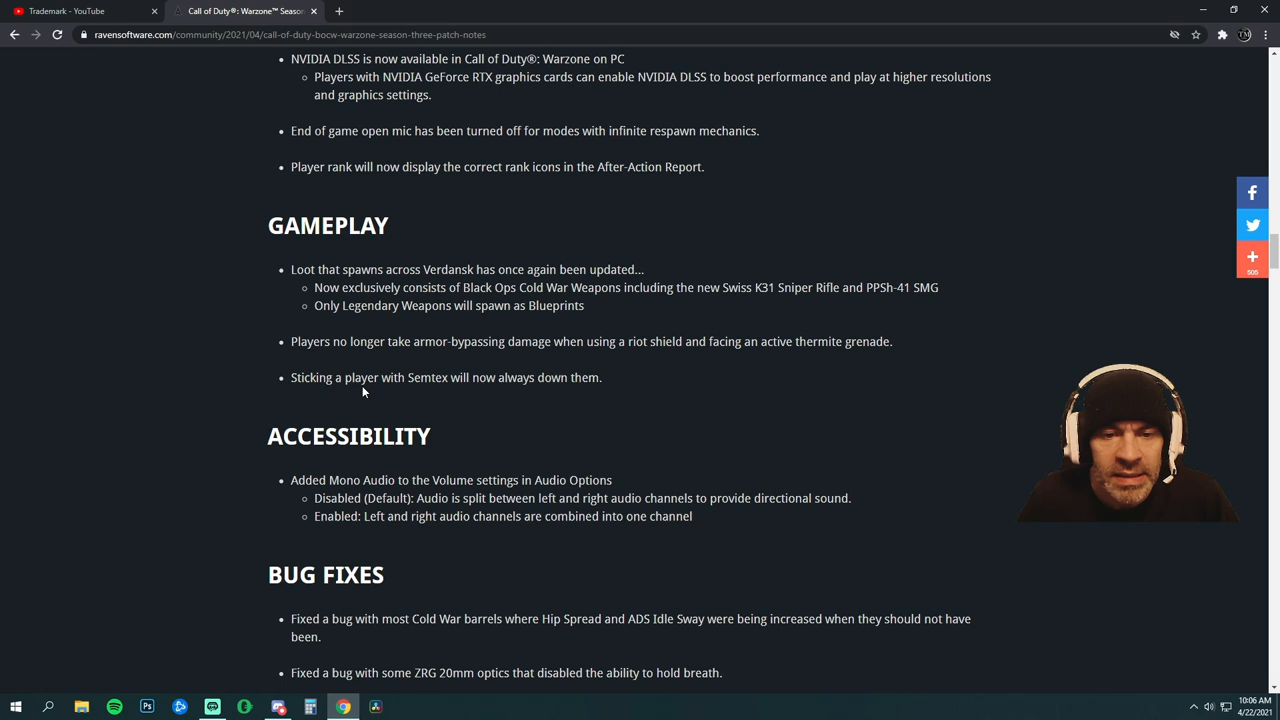 Trademark - YouTube
Call of Duty®: Warzone™ Season
ravensoftware.com/community/2021/04/call-of-duty-bocw-warzone-season-three-patch-notes
NVIDIA DLSS is now available in Call of Duty®: Warzone on PC
Players with NVIDIA GeForce RTX graphics cards can enable NVIDIA DLSS to boost performance and play at higher resolutions
and graphics settings.
End of game open mic has been turned off for modes with infinite respawn mechanics.
Player rank will now display the correct rank icons in the After-Action Report.
GAMEPLAY
Loot that spawns across Verdansk has once again been updated...
Now exclusively consists of Black Ops Cold War Weapons including the new Swiss K31 Sniper Rifle and PPSh-41 SMG
Only Legendary Weapons will spawn as Blueprints
Players no longer take armor-bypassing damage when using a riot shield and facing an active thermite grenade.
Sticking a player with Semtex will now always down them.
ACCESSIBILITY
Added Mono Audio to the Volume settings in Audio Options
Disabled (Default): Audio is split between left and right audio channels to provide directional sound.
Enabled: Left and right audio channels are combined into one channel
BUG FIXES
Fixed a bug with most Cold War barrels where Hip Spread and ADS Idle Sway were being increased when they should not have
been.
Fixed a bug with some ZRG 20mm optics that disabled the ability to hold breath.
505
Ps
10:06 AM
4/22/2021